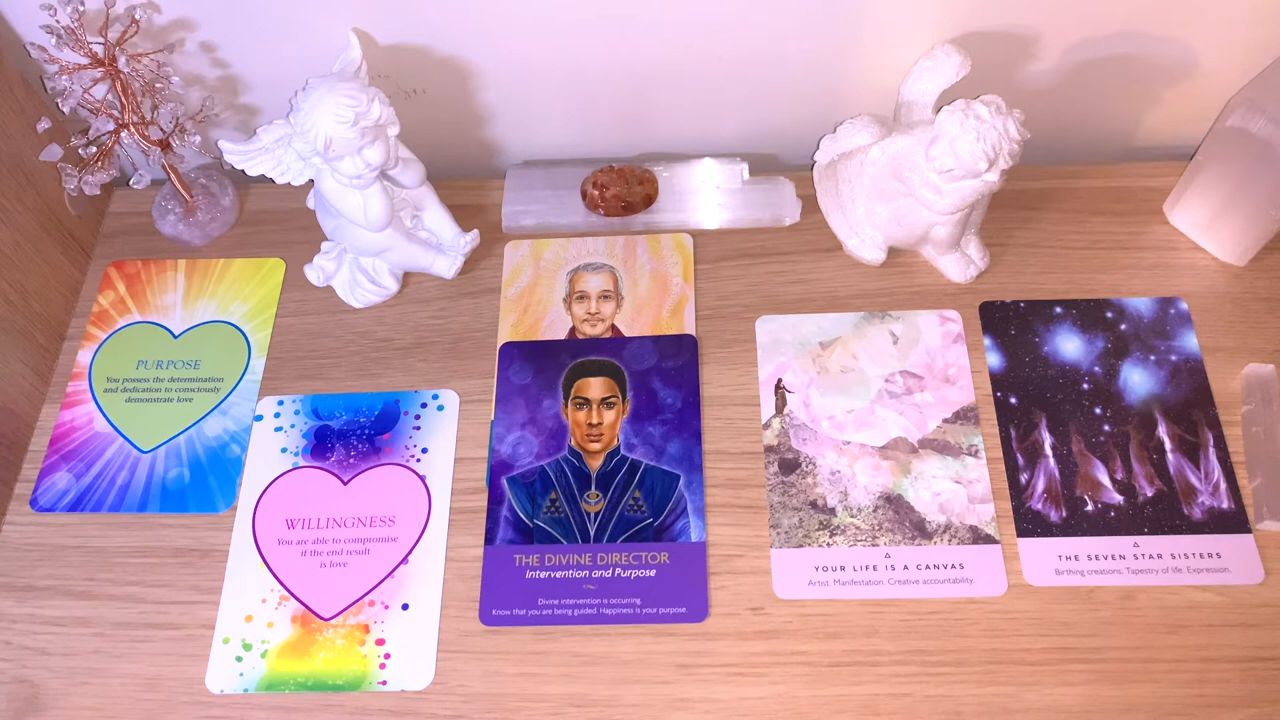 PURPOSE
You possess the determination
and dedication to consciously
demonstrate love
WILLINGNESS
You are able to compromise
if the end result
is love
THE DIVINE DIRECTOR
Intervention and Purpose
Divine intervention is occurring.
Know that you are being guided. Happiness is your purpose.
YOUR LIFE IS A CANVAS
Artist. Manifestation. Creative accountability.
THE SEVEN STAR SISTERS
Birthing creations. Tapestry of life. Expression.